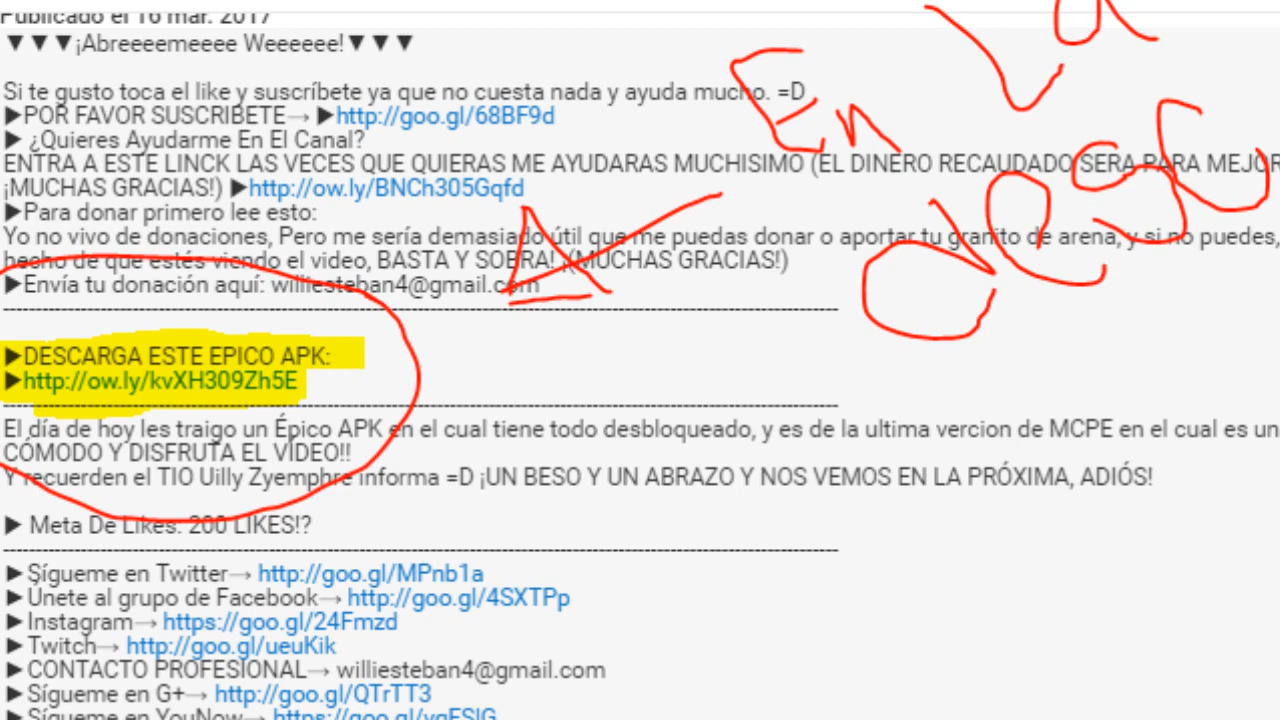 Publicado el 16 mar. 2017
▼▼▼¡Abreeeemeeee Weeeeee!▼▼▼
Si te gusto toca el like y suscríbete ya que no cuesta nada y ayuda mucho. =D
▶POR FAVOR SUSCRIBETE→ ▶http://goo.gl/68BF9d
▶ ¿Quieres Ayudarme En El Canal?
ENTRA A ESTE LINCK LAS VECES QUE QUIERAS ME AYUDARAS MUCHISIMO (EL DINERO RECAUDADO SERA PARA MEJOR
¡MUCHAS GRACIAS!) ▶http://ow.ly/BNCh305Gqfd
▶Para donar primero lee esto:
Yo no vivo de donaciones, Pero me sería demasiado útil que me puedas donar o aportar tu granito de arena, y si no puedes,
hecho de que estés viendo el video, BASTA Y SOBRA! ¡(MUCHAS GRACIAS!)
▶Envía tu donación aquí: williesteban4@gmail.com
▶DESCARGA ESTE EPICO APK:
▶http://ow.ly/kvXH309Zh5E
El día de hoy les traigo un Épico APK en el cual tiene todo desbloqueado, y es de la ultima vercion de MCPE en el cual es un
CÓMODO Y DISFRUTA EL VÍDEO!!
Y recuerden el TIO Uilly Zyemphre informa =D ¡UN BESO Y UN ABRAZO Y NOS VEMOS EN LA PRÓXIMA, ADIÓS!
▶ Meta De Likes: 200 LIKES!?
▶Sígueme en Twitter→ http://goo.gl/MPnb1a
▶Únete al grupo de Facebook→ http://goo.gl/4SXTPp
▶Instagram→ https://goo.gl/24Fmzd
▶Twitch→ http://goo.gl/ueuKik
▶CONTACTO PROFESIONAL→ williesteban4@gmail.com
▶Sígueme en G+→ http://goo.gl/QTrTT3
▶Sígueme en YouNow→
En La